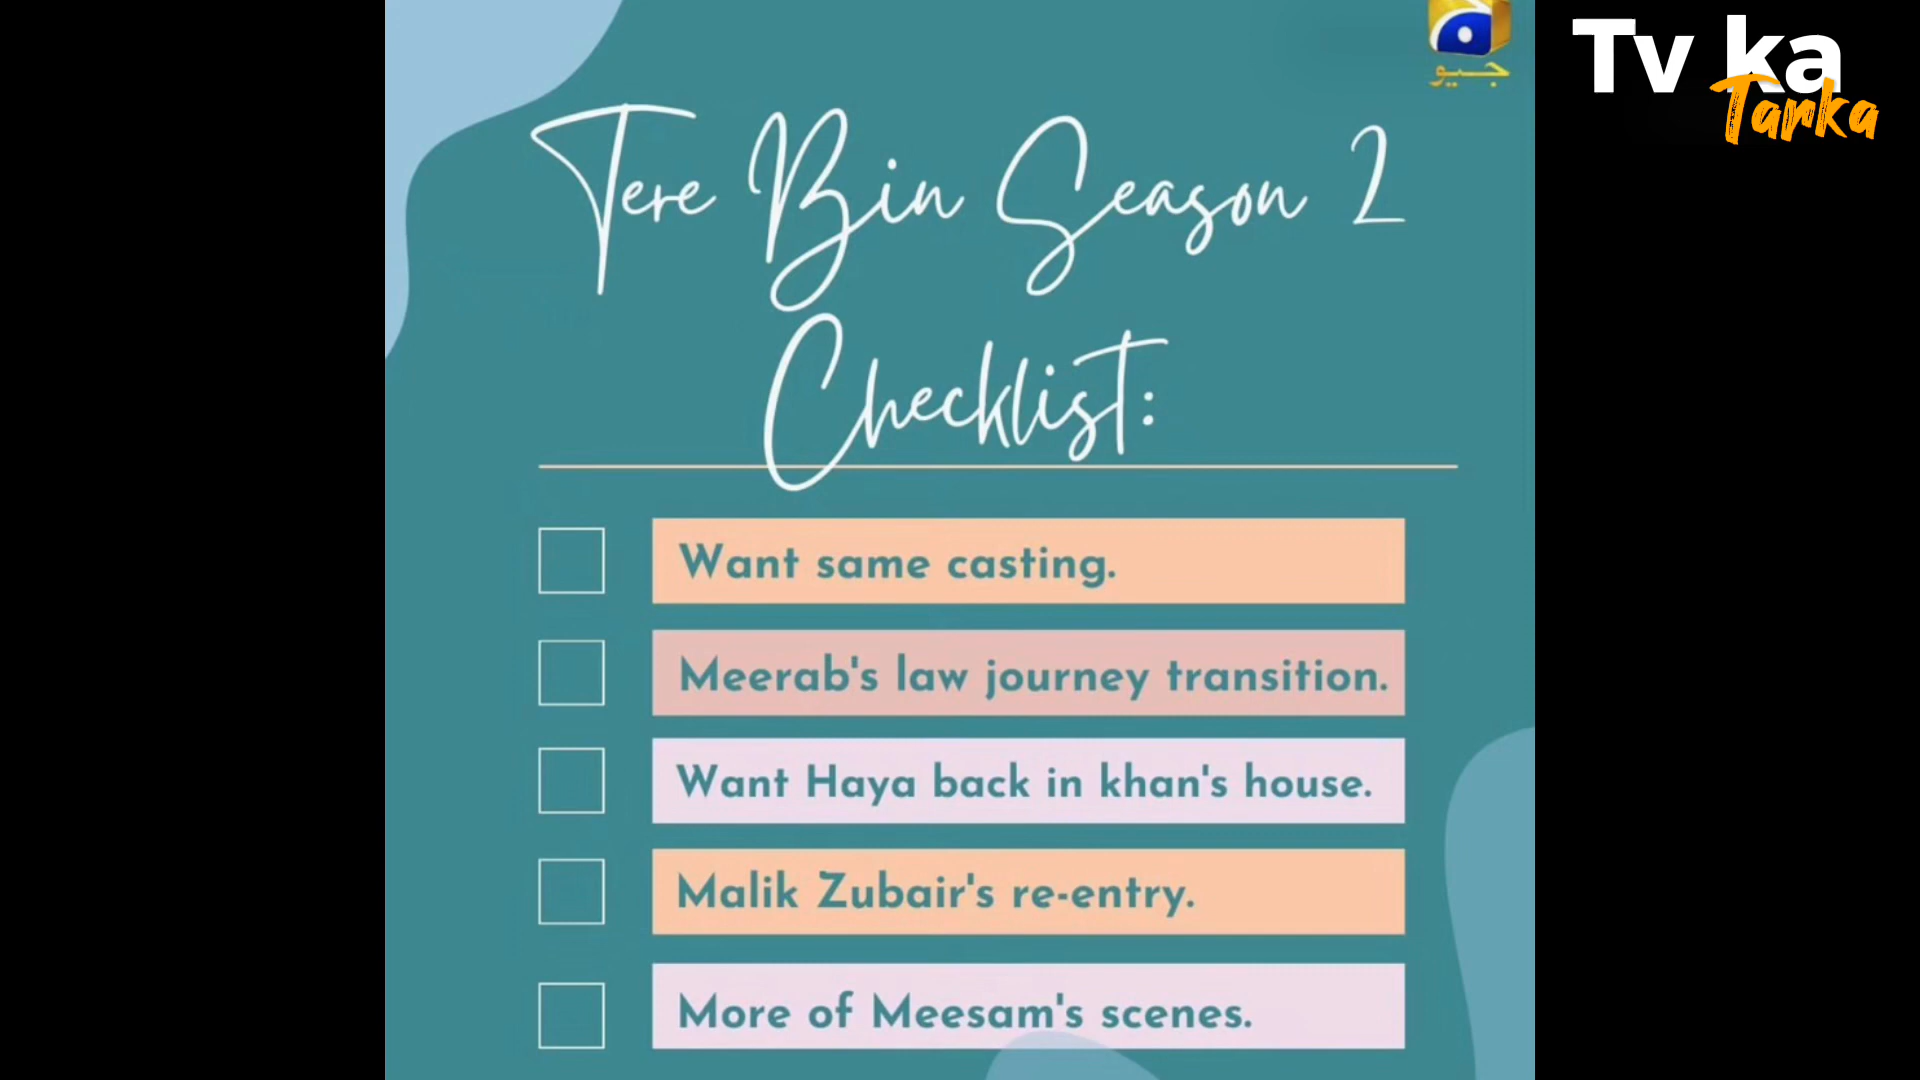 جیو
Tv ka
Tarka
Tere Bin Season 2
Checklist:
Want same casting.
Meerab's law journey transition.
Want Haya back in khan's house.
Malik Zubair's re-entry.
More of Meesam's scenes.